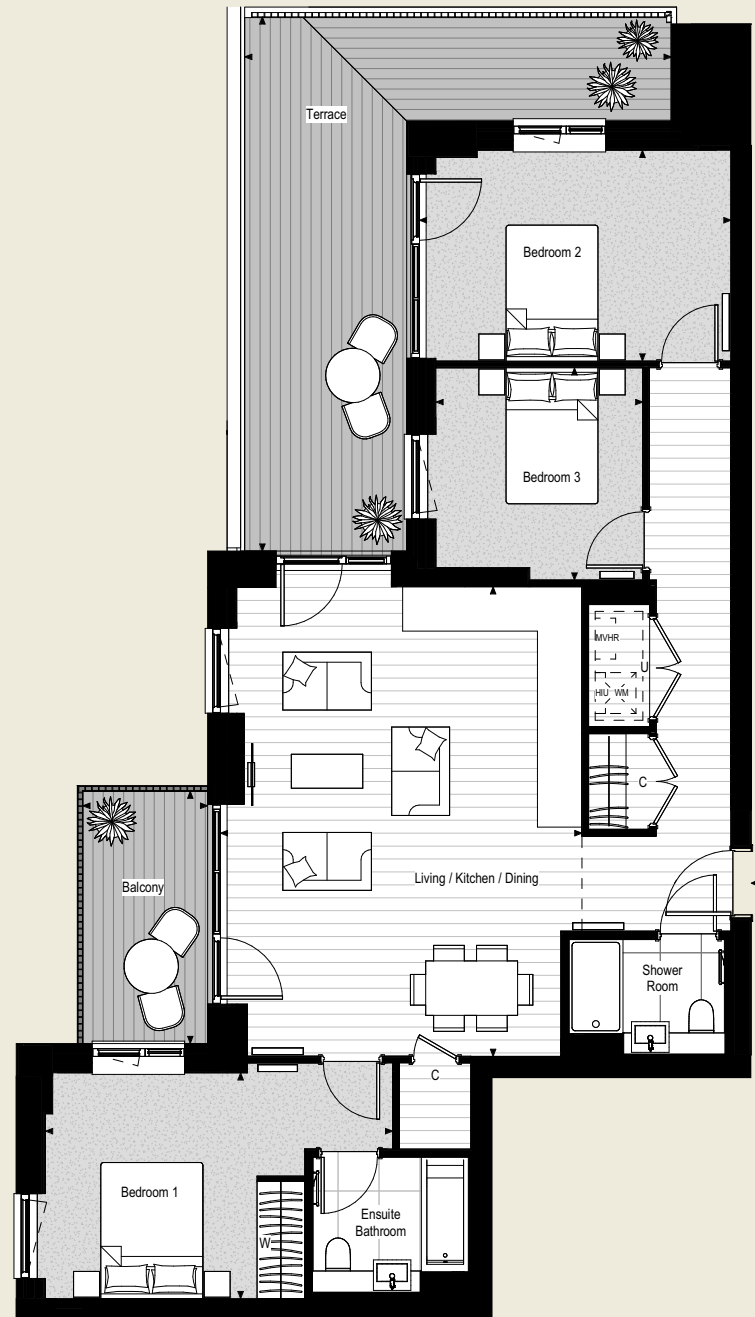 Terrace
Bedroom 2
Bedroom 3
MVHR
U
HIU WM
C
Balcony
Living / Kitchen / Dining
Shower
Room
C
Bedroom 1
W
Ensuite
Bathroom